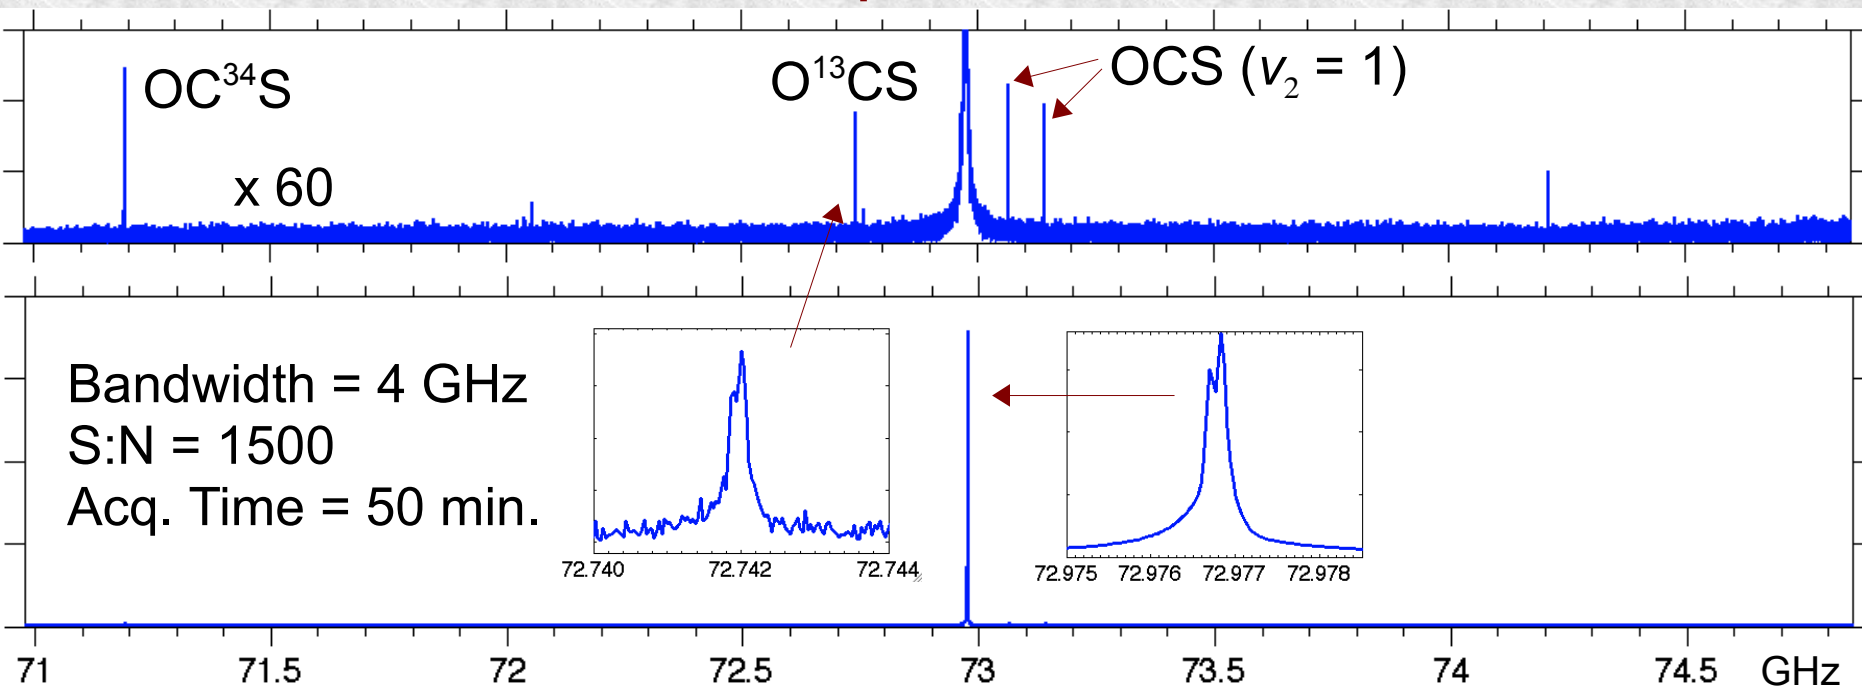 OC³⁴S
O¹³CS
OCS (v₂ = 1)
x 60
Bandwidth = 4 GHz
S:N = 1500
Acq. Time = 50 min.
72.740 72.742 72.744
72.975 72.976 72.977 72.978
71 71.5 72 72.5 73 73.5 74 74.5 GHz